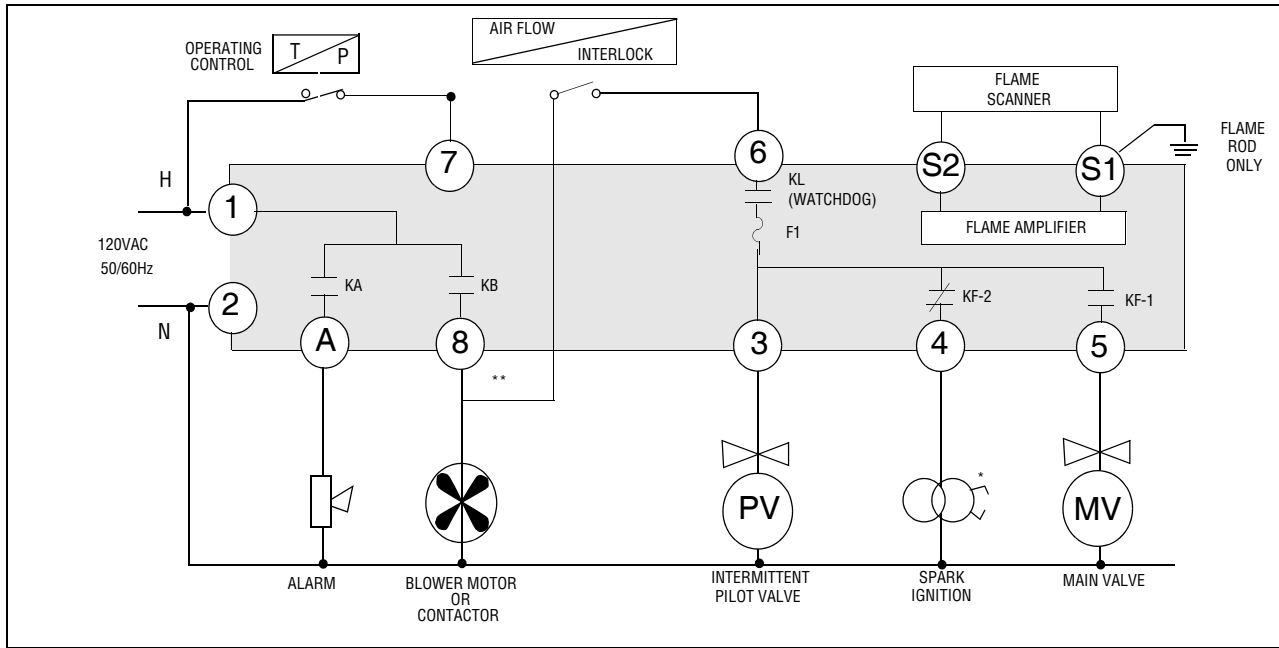 AIR FLOW
INTERLOCK
OPERATING
CONTROL
T P
FLAME
SCANNER
FLAME
ROD
ONLY
7
6
S2
S1
H
1
KL
(WATCHDOG)
F1
FLAME AMPLIFIER
120VAC
50/60Hz
KA
KB
KF-2
KF-1
2
N
A
8
3
4
5
**
*
PV
MV
ALARM
BLOWER MOTOR
OR
CONTACTOR
INTERMITTENT
PILOT VALVE
SPARK
IGNITION
MAIN VALVE